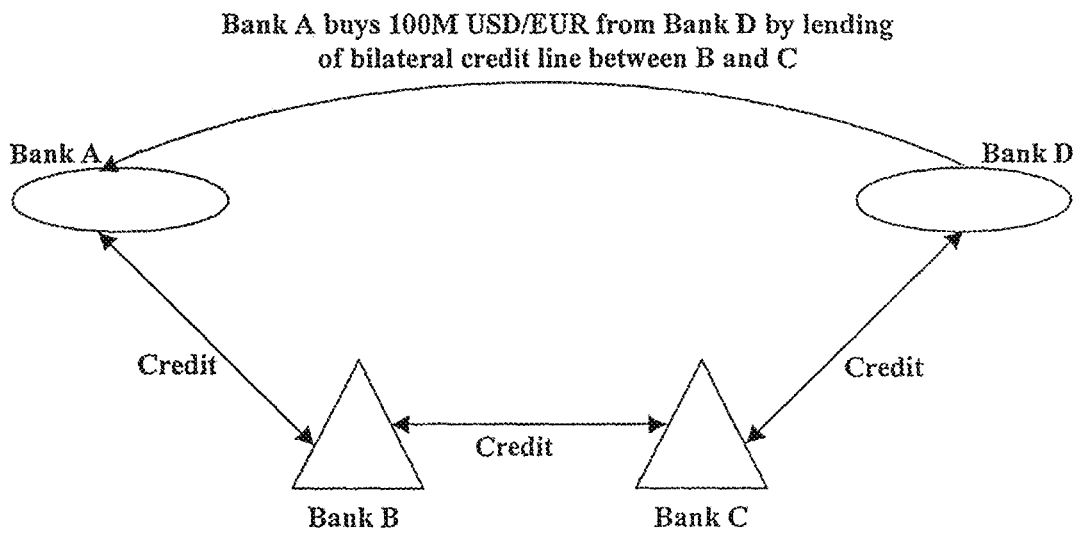 Bank A buys 100M USD/EUR from Bank D by lending
of bilateral credit line between B and C
Bank A
Bank D
Credit
Credit
Credit
Bank B
Bank C